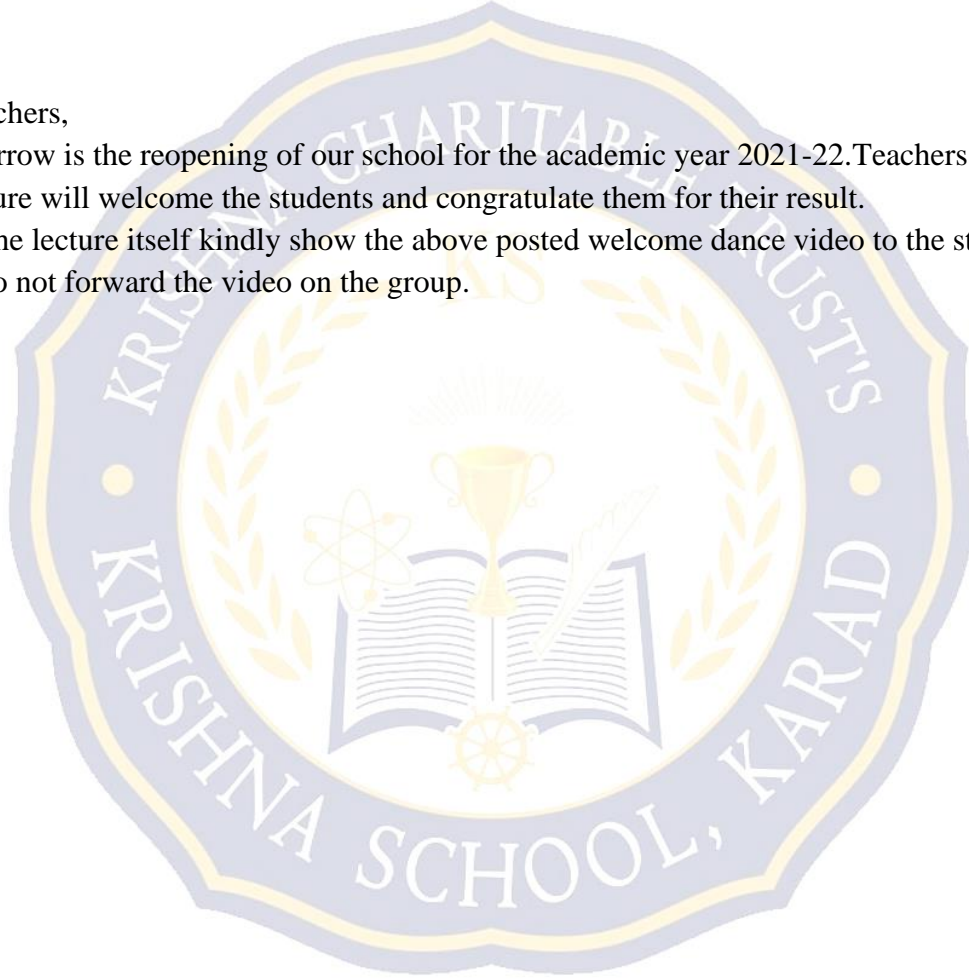 chers,
rrow is the reopening of our school for the academic year 2021-22.Teachers
ure will welcome the students and congratulate them for their result.
he lecture itself kindly show the above posted welcome dance video to the st
o not forward the video on the group.
KRISHNA CHARITABLE TRUST'S
KS
KRISHNA SCHOOL, KARAD